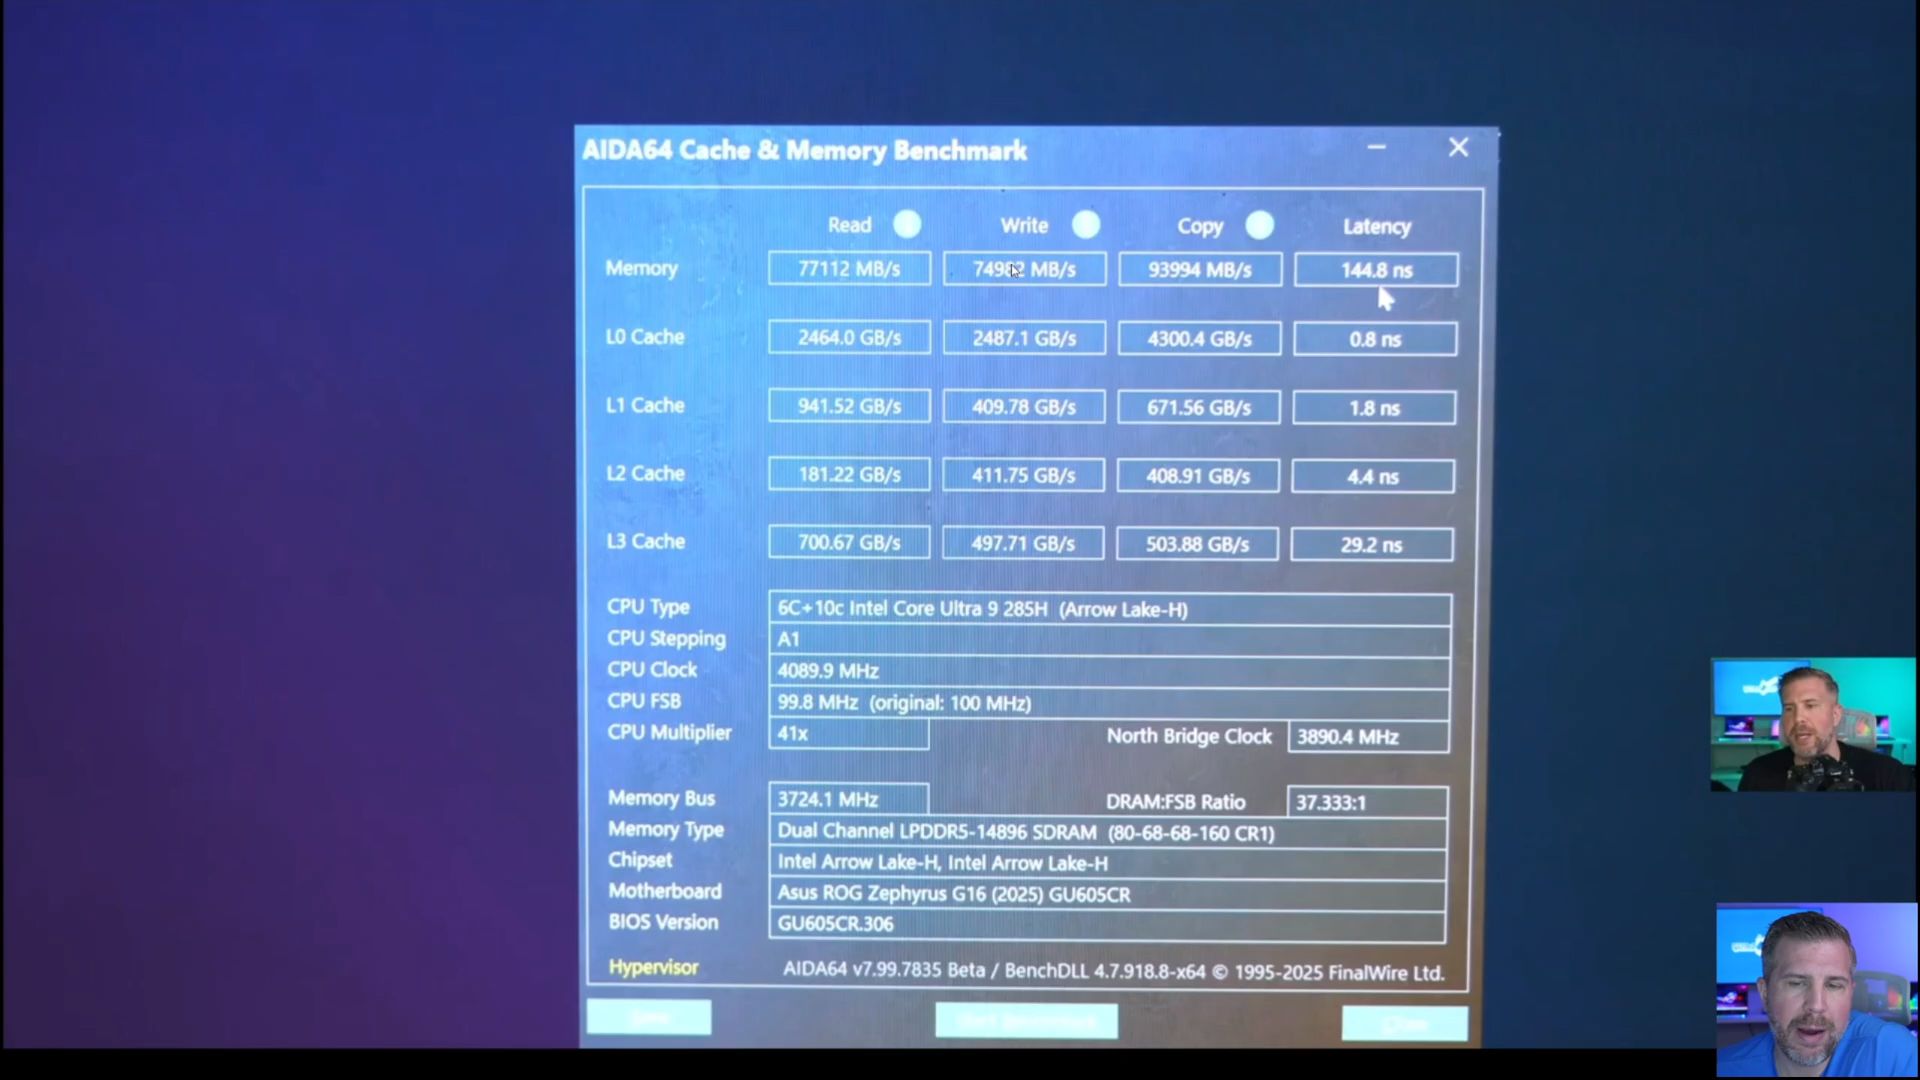 AIDA64 Cache & Memory Benchmark
Read Write Copy Latency
Memory 77112 MB/s MB/s 93994 MB/s 144.8 ns
L0 Cache 2464.0 GB/s 2487.1 GB/s 4300.4 GB/s 0.8 ns
L1 Cache 941.52 GB/s 409.78 GB/s 671.56 GB/s 1.8 ns
L2 Cache 181.22 GB/s 411.75 GB/s 408.91 GB/s 4.4 ns
L3 Cache 700.67 GB/s 497.71 GB/s 503.88 GB/s 29.2 ns
CPU Type 6C+10c Intel Core Ultra 9 285H (Arrow Lake-H)
CPU Stepping A1
CPU Clock 4089.9 MHz
CPU FSB 99.8 MHz (original: 100 MHz)
CPU Multiplier 41x North Bridge Clock 3890.4 MHz
Memory Bus 3724.1 MHz DRAM:FSB Ratio 37.333:1
Memory Type Dual Channel LPDDR5-14896 SDRAM (80-68-68-160 CR1)
Chipset Intel Arrow Lake-H, Intel Arrow Lake-H
Motherboard Asus ROG Zephyrus G16 (2025) GU605CR
BIOS Version GU605CR.306
Hypervisor AIDA64 v7.99.7835 Beta / BenchDLL 4.7.918.8-x64 © 1995-2025 FinalWire Ltd.